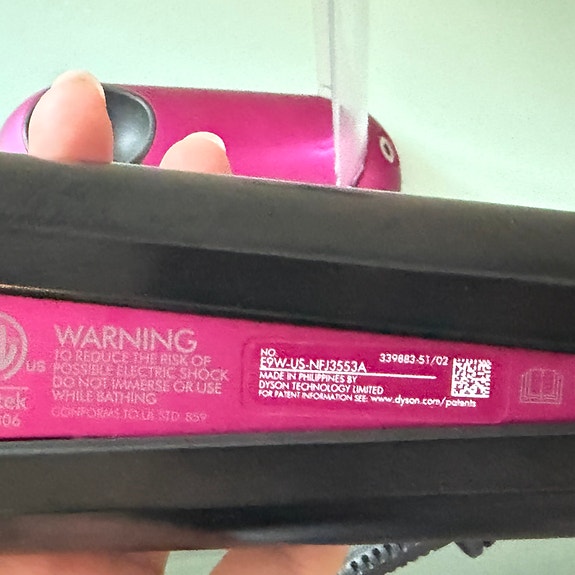 US
tek
306
WARNING
TO REDUCE THE RISK OF
POSSIBLE ELECTRIC SHOCK
DO NOT IMMERSE OR USE
WHILE BATHING
CONFORMS TO UL STD. 859
NO. 339883-51/02
E9W-US-NFJ3553A
MADE IN PHILIPPINES BY
DYSON TECHNOLOGY LIMITED
FOR PATENT INFORMATION SEE: www.dyson.com/patents